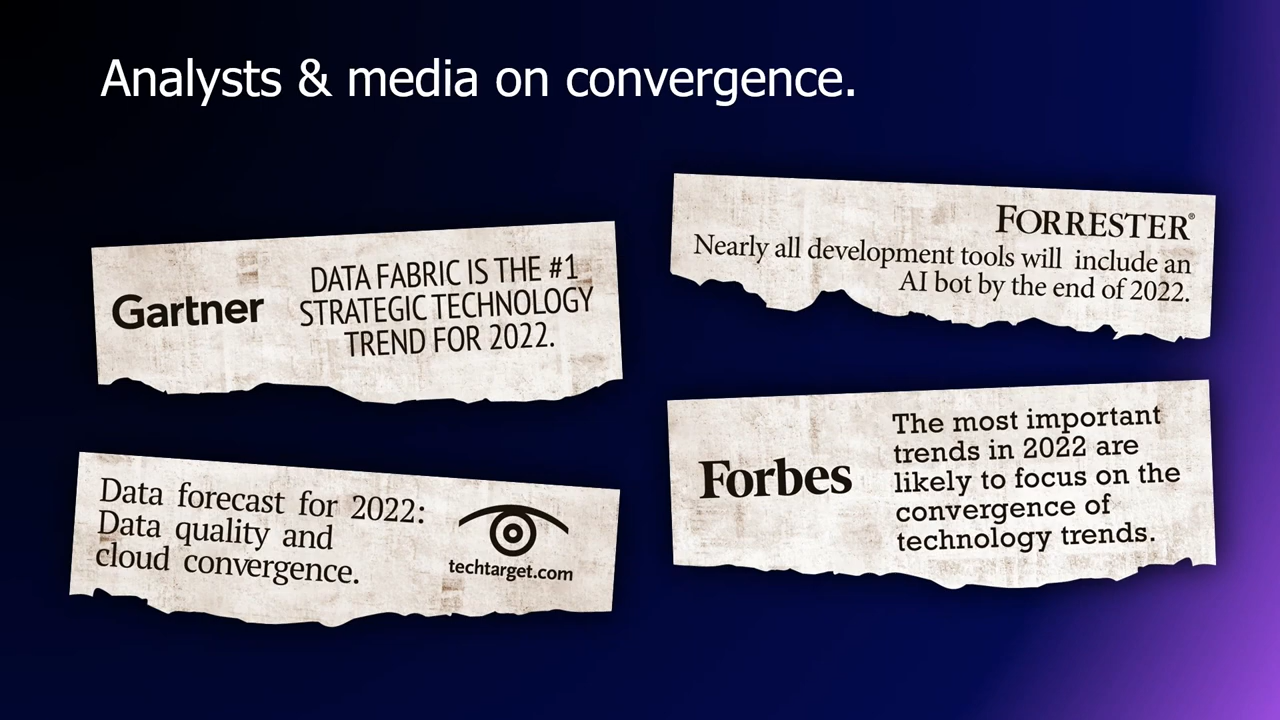 Analysts & media on convergence.
Gartner
DATA FABRIC IS THE #1
STRATEGIC TECHNOLOGY
TREND FOR 2022.
FORRESTER®
Nearly all development tools will include an
AI bot by the end of 2022.
Data forecast for 2022:
Data quality and
cloud convergence.
techtarget.com
Forbes
The most important
trends in 2022 are
likely to focus on the
convergence of
technology trends.